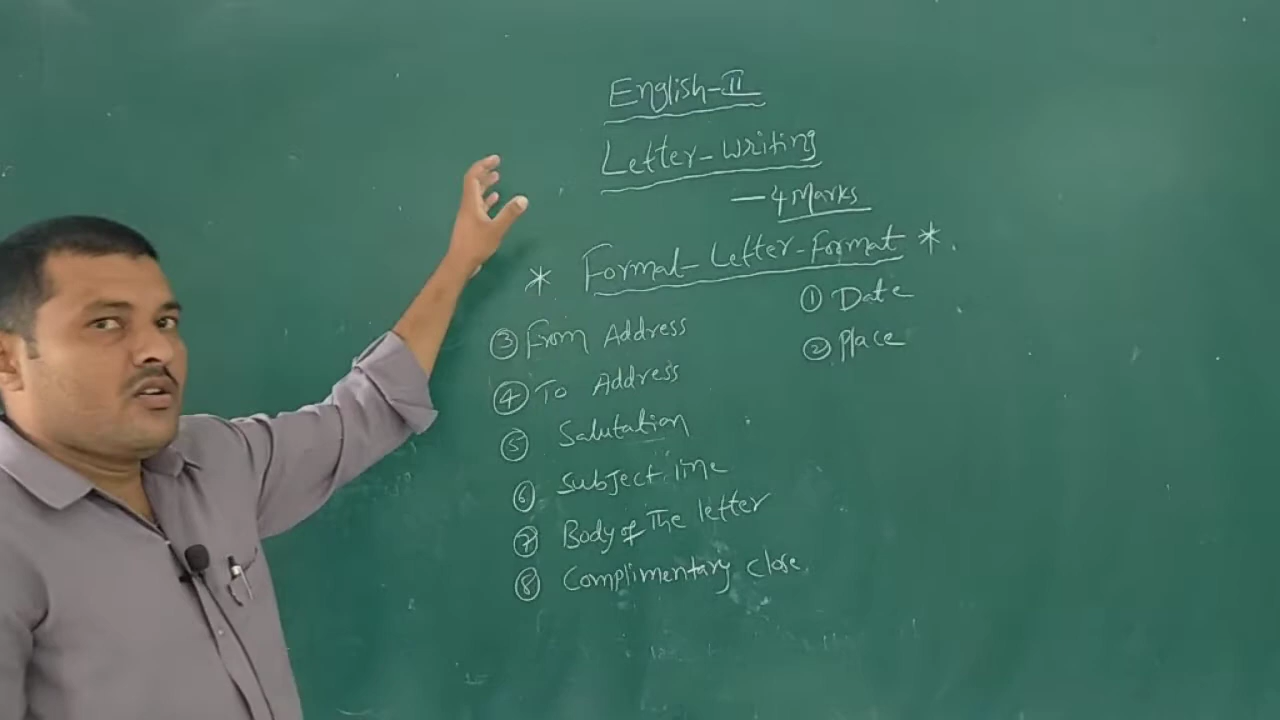 English-II
Letter-Writing
- 4 Marks
* Formal-Letter-Format *.
① Date
② Place
③ From Address
④ To Address
⑤ Salutation
⑥ Subject line
⑦ Body of The letter
⑧ Complimentary close.